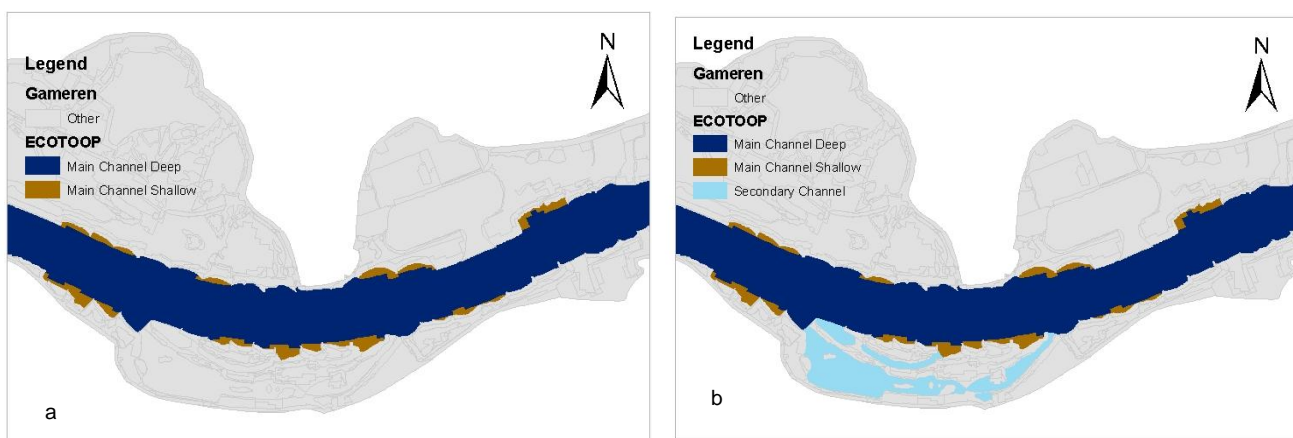 Legend
Gameren
Other
ECOTOOP
Main Channel Deep
Main Channel Shallow
N
a
Legend
Gameren
Other
ECOTOOP
Main Channel Deep
Main Channel Shallow
Secondary Channel
N
b